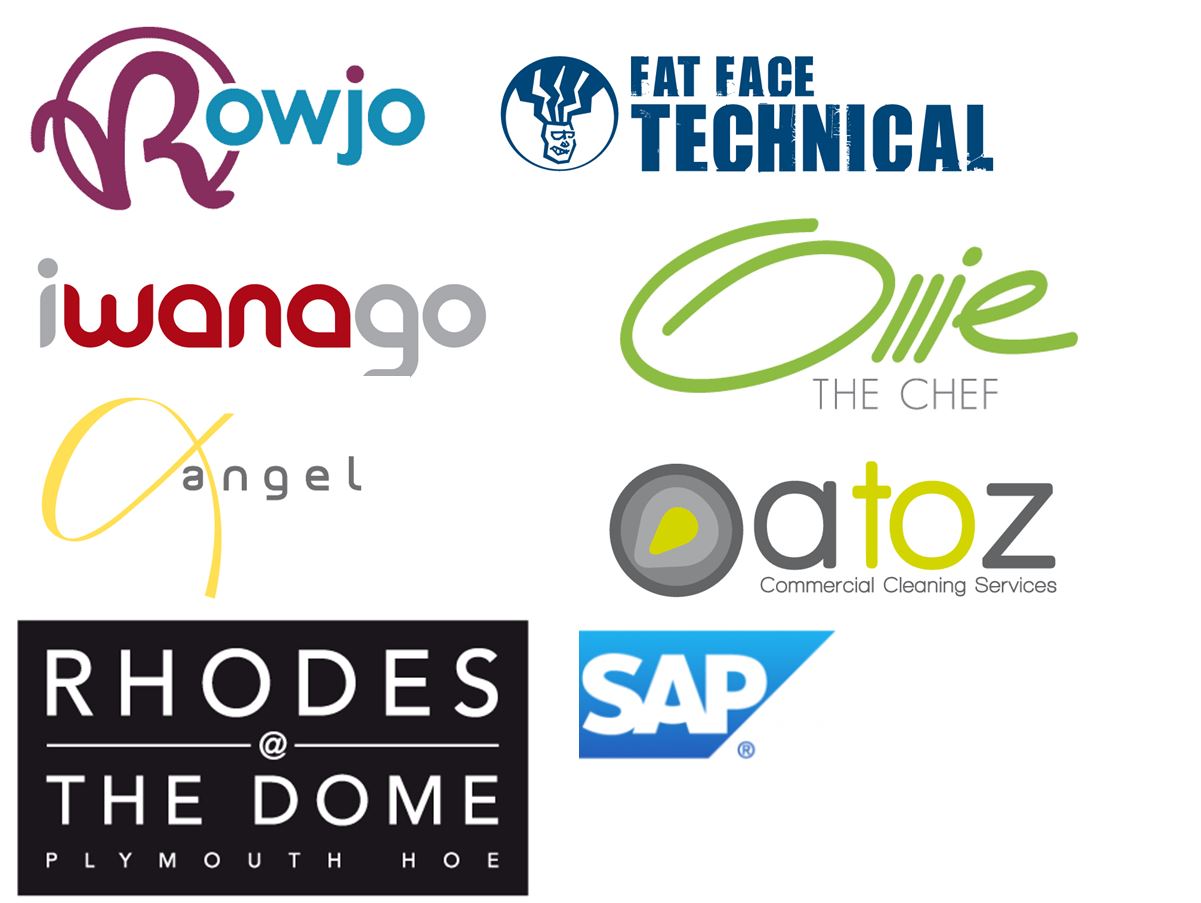 Rowjo
FAT FACE
TECHNICAL
iwanago
Ollie
THE CHEF
angel
atoz
Commercial Cleaning Services
RHODES
@
THE DOME
PLYMOUTH HOE
SAP
®